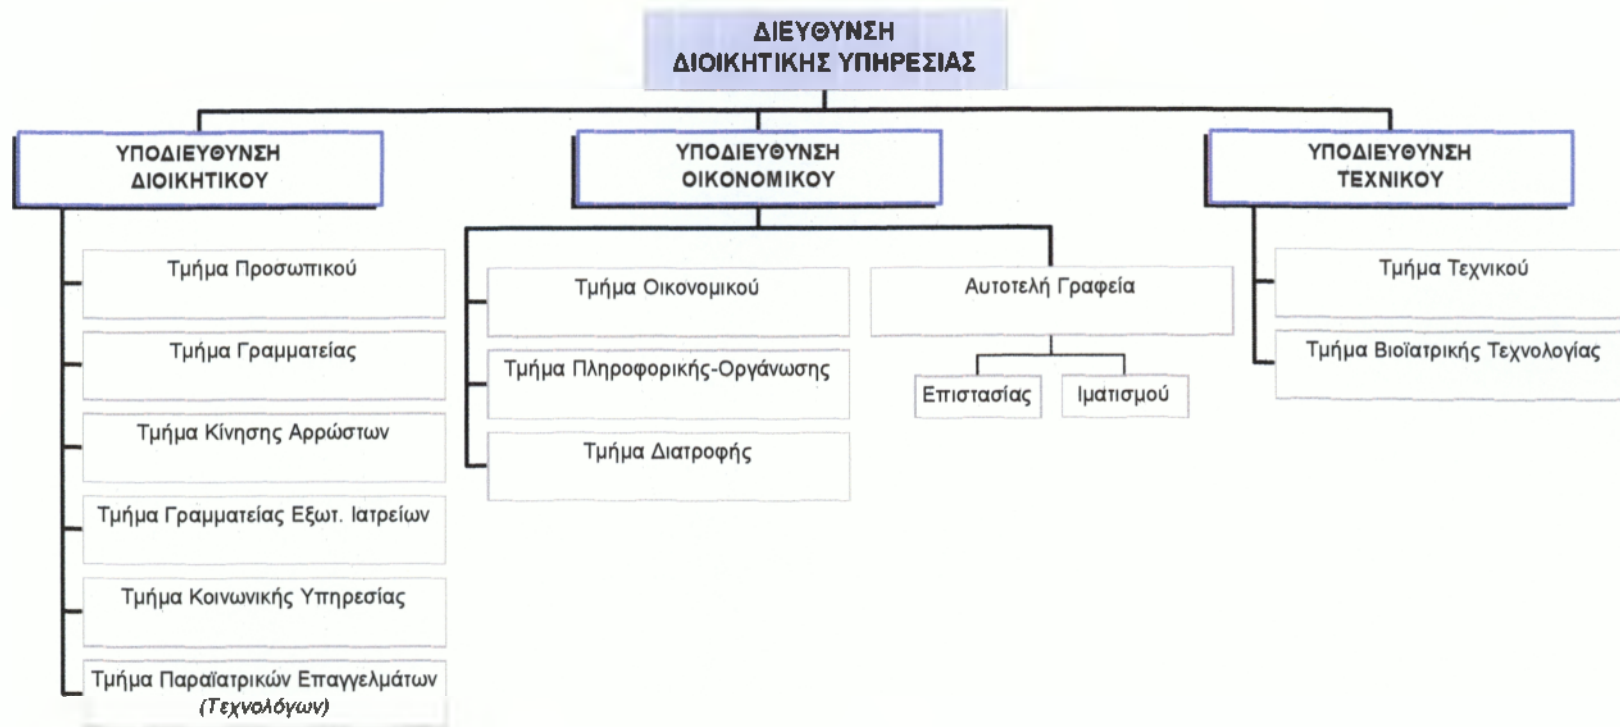 ΔΙΕΥΘΥΝΣΗ
ΔΙΟΙΚΗΤΙΚΗΣ ΥΠΗΡΕΣΙΑΣ
ΥΠΟΔΙΕΥΘΥΝΣΗ
ΔΙΟΙΚΗΤΙΚΟΥ
Τμήμα Προσωπικού
Τμήμα Γραμματείας
Τμήμα Κίνησης Αρρώστων
Τμήμα Γραμματείας Εξωτ. Ιατρείων
Τμήμα Κοινωνικής Υπηρεσίας
Τμήμα Παραϊατρικών Επαγγελμάτων
(Τεχνολόγων)
ΥΠΟΔΙΕΥΘΥΝΣΗ
ΟΙΚΟΝΟΜΙΚΟΥ
Τμήμα Οικονομικού
Τμήμα Πληροφορικής-Οργάνωσης
Τμήμα Διατροφής
Αυτοτελή Γραφεία
Επιστασίας
Ιματισμού
ΥΠΟΔΙΕΥΘΥΝΣΗ
ΤΕΧΝΙΚΟΥ
Τμήμα Τεχνικού
Τμήμα Βιοϊατρικής Τεχνολογίας